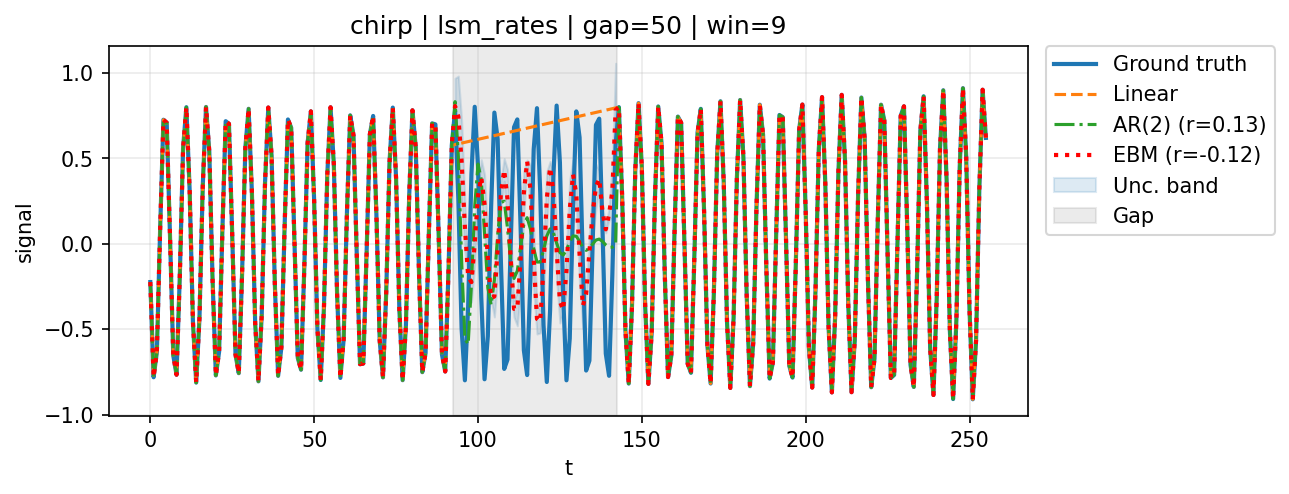 chirp | lsm_rates | gap=50 | win=9
signal
1.0
0.5
0.0
−0.5
−1.0
0
50
100
150
200
250
t
Ground truth
Linear
AR(2) (r=0.13)
EBM (r=-0.12)
Unc. band
Gap